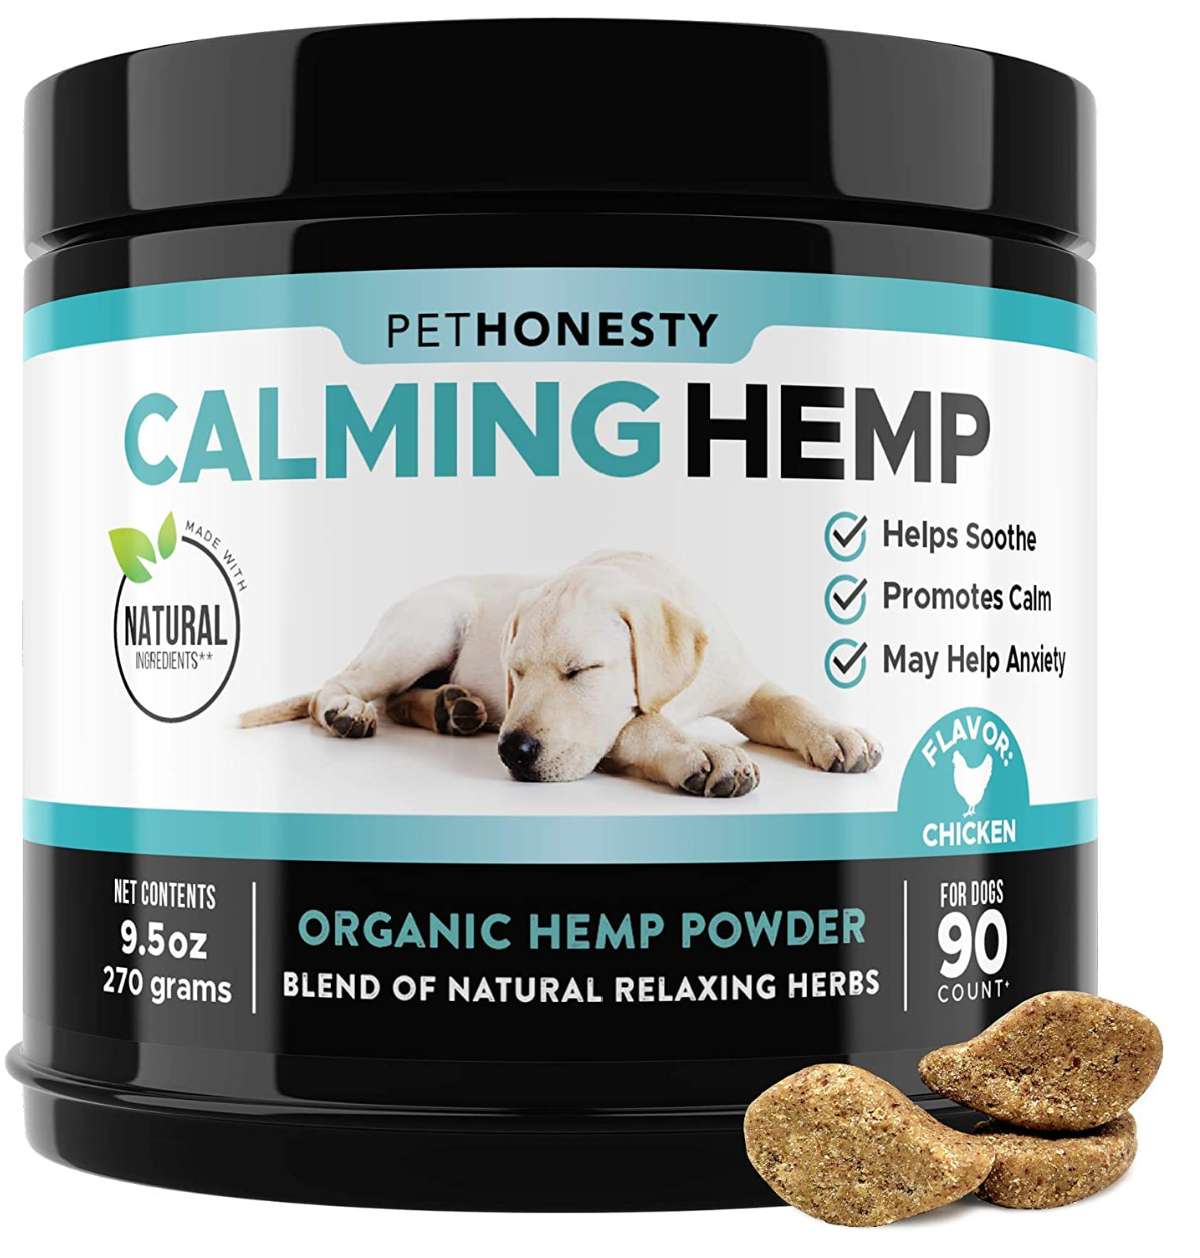 PETHONESTY
CALMING HEMP
MADE WITH
NATURAL
INGREDIENTS**
Helps Soothe
Promotes Calm
May Help Anxiety
FLAVOR:
CHICKEN
NET CONTENTS
9.5oz
270 grams
ORGANIC HEMP POWDER
BLEND OF NATURAL RELAXING HERBS
FOR DOGS
90
COUNT+